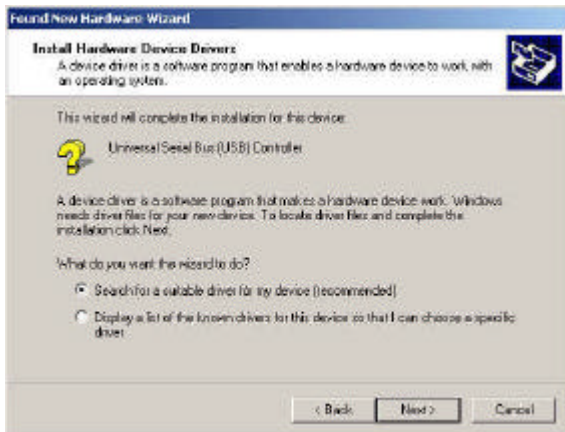 Found New Hardware Wizard
Install Hardware Device Drivers
A device driver is a software program that enables a hardware device to work with
an operating system.
This wizard will complete the installation for this device:
Universal Serial Bus (USB) Controller
A device driver is a software program that makes a hardware device work. Windows
needs driver files for your new device. To locate driver files and complete the
installation click Next.
What do you want the wizard to do?
Search for a suitable driver for my device (recommended)
Display a list of the known drivers for this device so that I can choose a specific
driver
< Back
Next >
Cancel